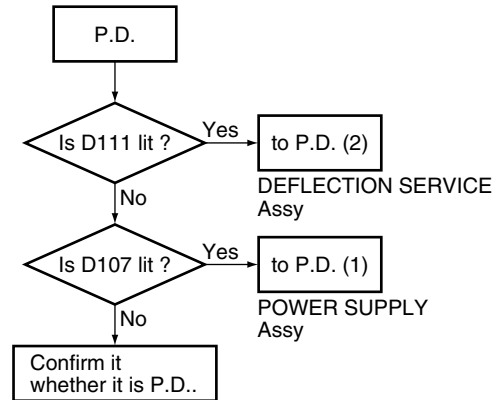 P.D.
Is D111 lit ?
Yes
to P.D. (2)
DEFLECTION SERVICE
Assy
No
Is D107 lit ?
Yes
to P.D. (1)
POWER SUPPLY
Assy
No
Confirm it
whether it is P.D..